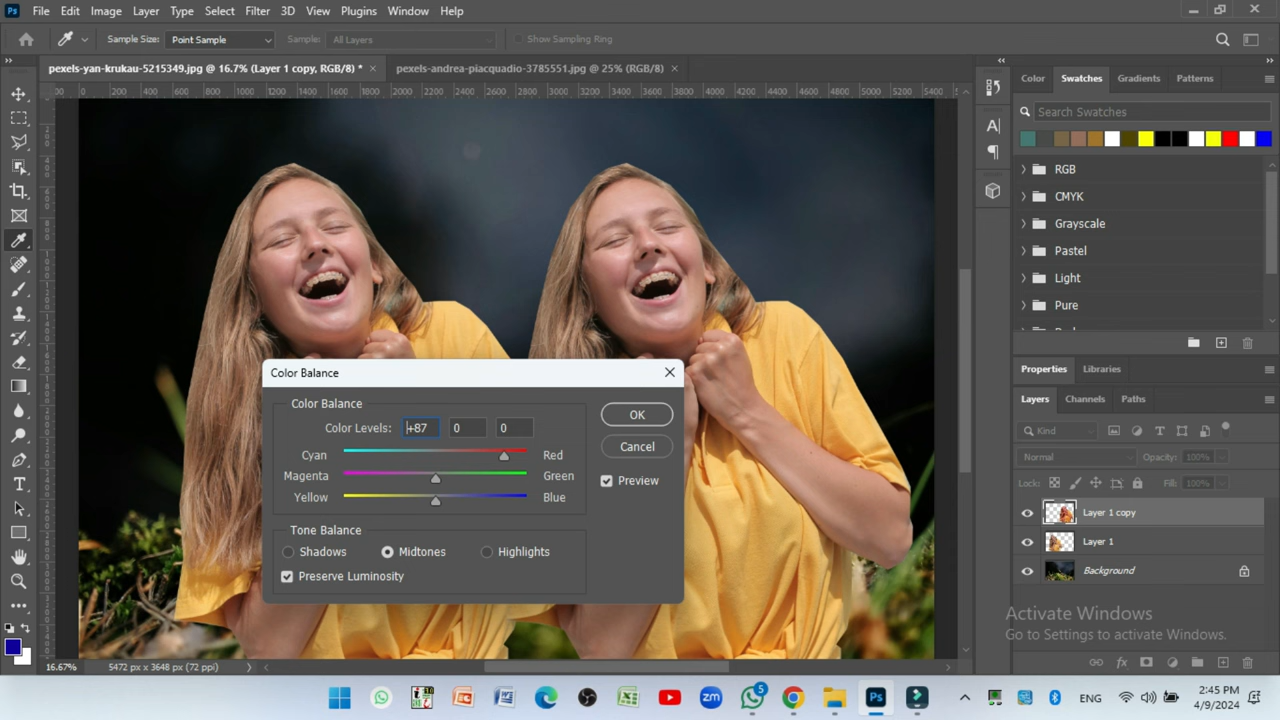 Ps File Edit Image Layer Type Select Filter 3D View Plugins Window Help
Sample Size: Point Sample Sample: All Layers Show Sampling Ring
pexels-yan-krukau-5215349.jpg @ 16.7% (Layer 1 copy, RGB/8) * × pexels-andrea-piacquadio-3785551.jpg @ 25% (RGB/8) ×
Color Swatches Gradients Patterns
Search Swatches
RGB
CMYK
Grayscale
Pastel
Light
Pure
Properties Libraries
Layers Channels Paths
Kind
Normal Opacity: 100%
Lock: Fill: 100%
Layer 1 copy
Layer 1
Background
Color Balance
Color Balance
Color Levels: +87 0 0
Cyan Red
Magenta Green
Yellow Blue
Tone Balance
Shadows Midtones Highlights
Preserve Luminosity
OK
Cancel
Preview
Activate Windows
Go to Settings to activate Windows.
16.67% 5472 px x 3648 px (72 ppi)
ENG
2:45 PM
4/9/2024